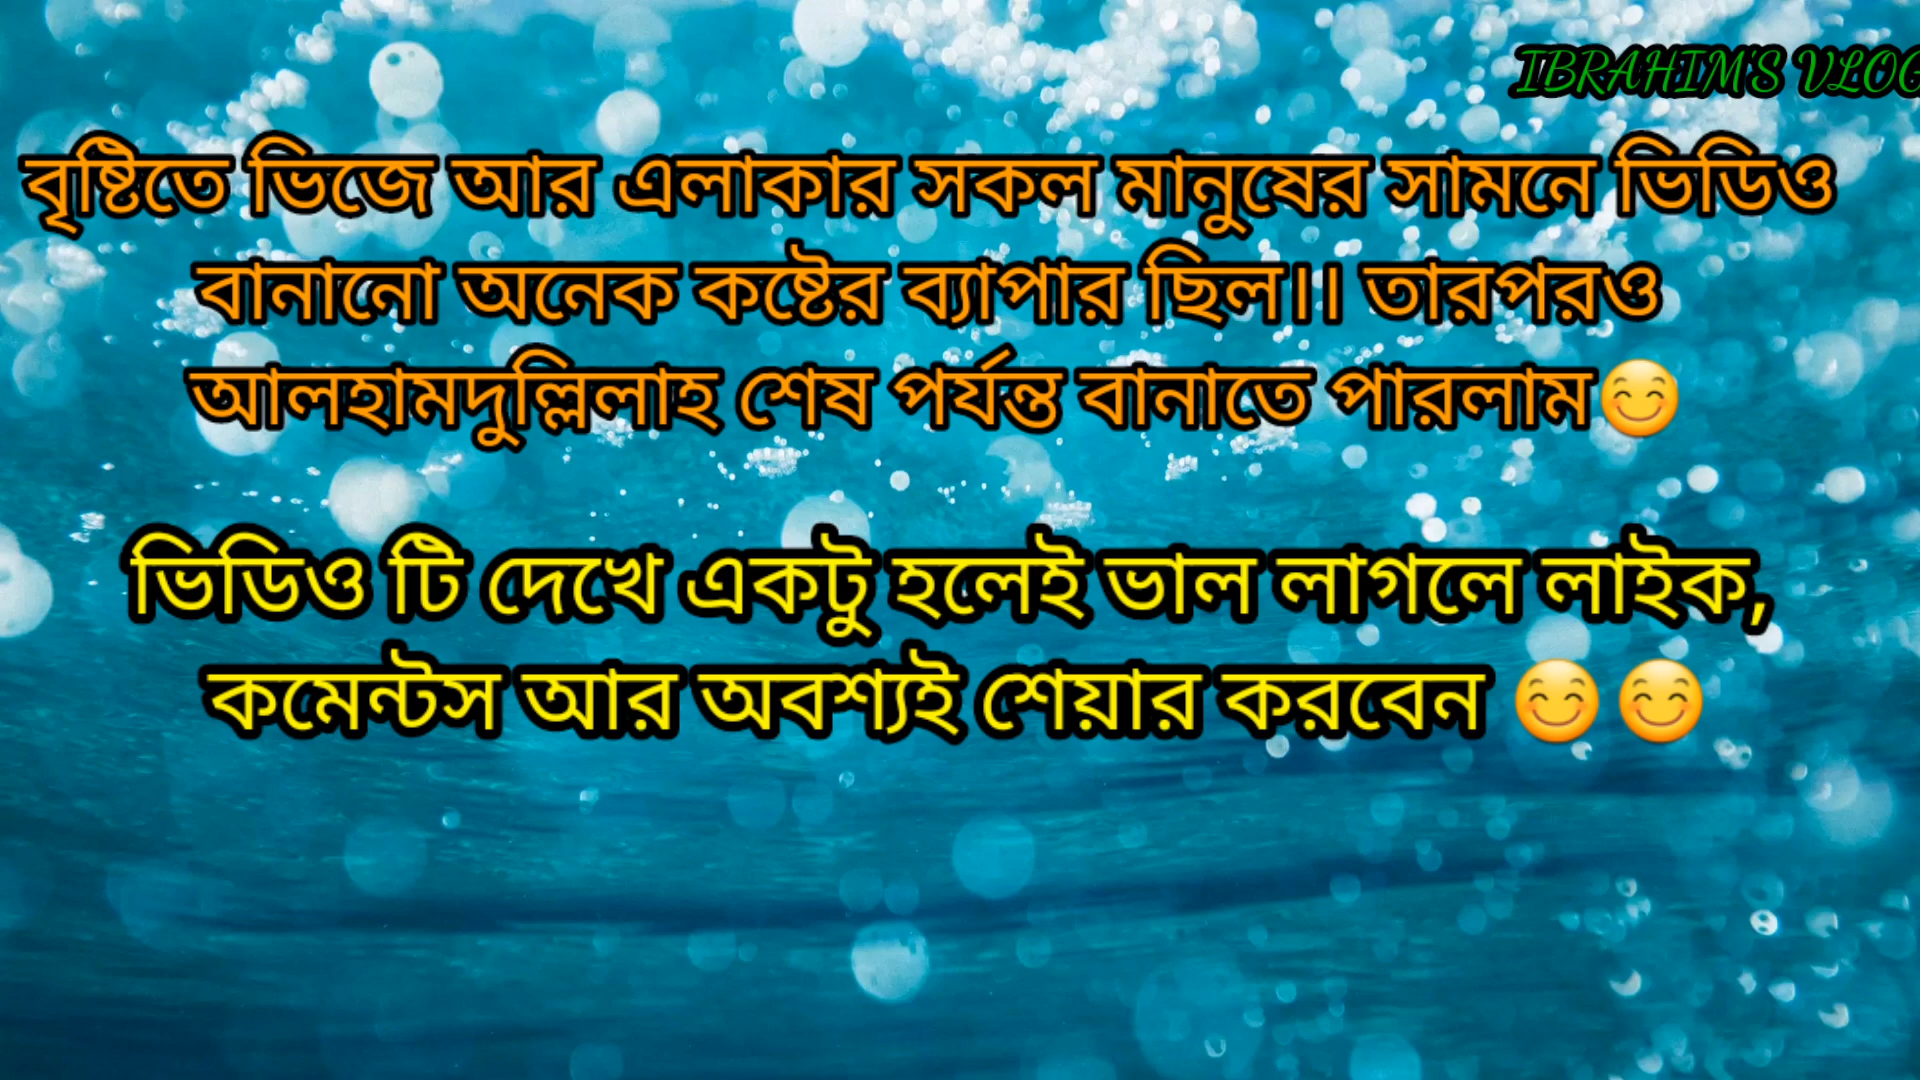 IBRAHIM'S VLOG
বৃষ্টিতে ভিজে আর এলাকার সকল মানুষের সামনে ভিডিও
বানানো অনেক কষ্টের ব্যাপার ছিল।। তারপরও
আলহামদুল্লিলাহ শেষ পর্যন্ত বানাতে পারলাম😊
ভিডিও টি দেখে একটু হলেই ভাল লাগলে লাইক,
কমেন্টস আর অবশ্যই শেয়ার করবেন 😊 😊